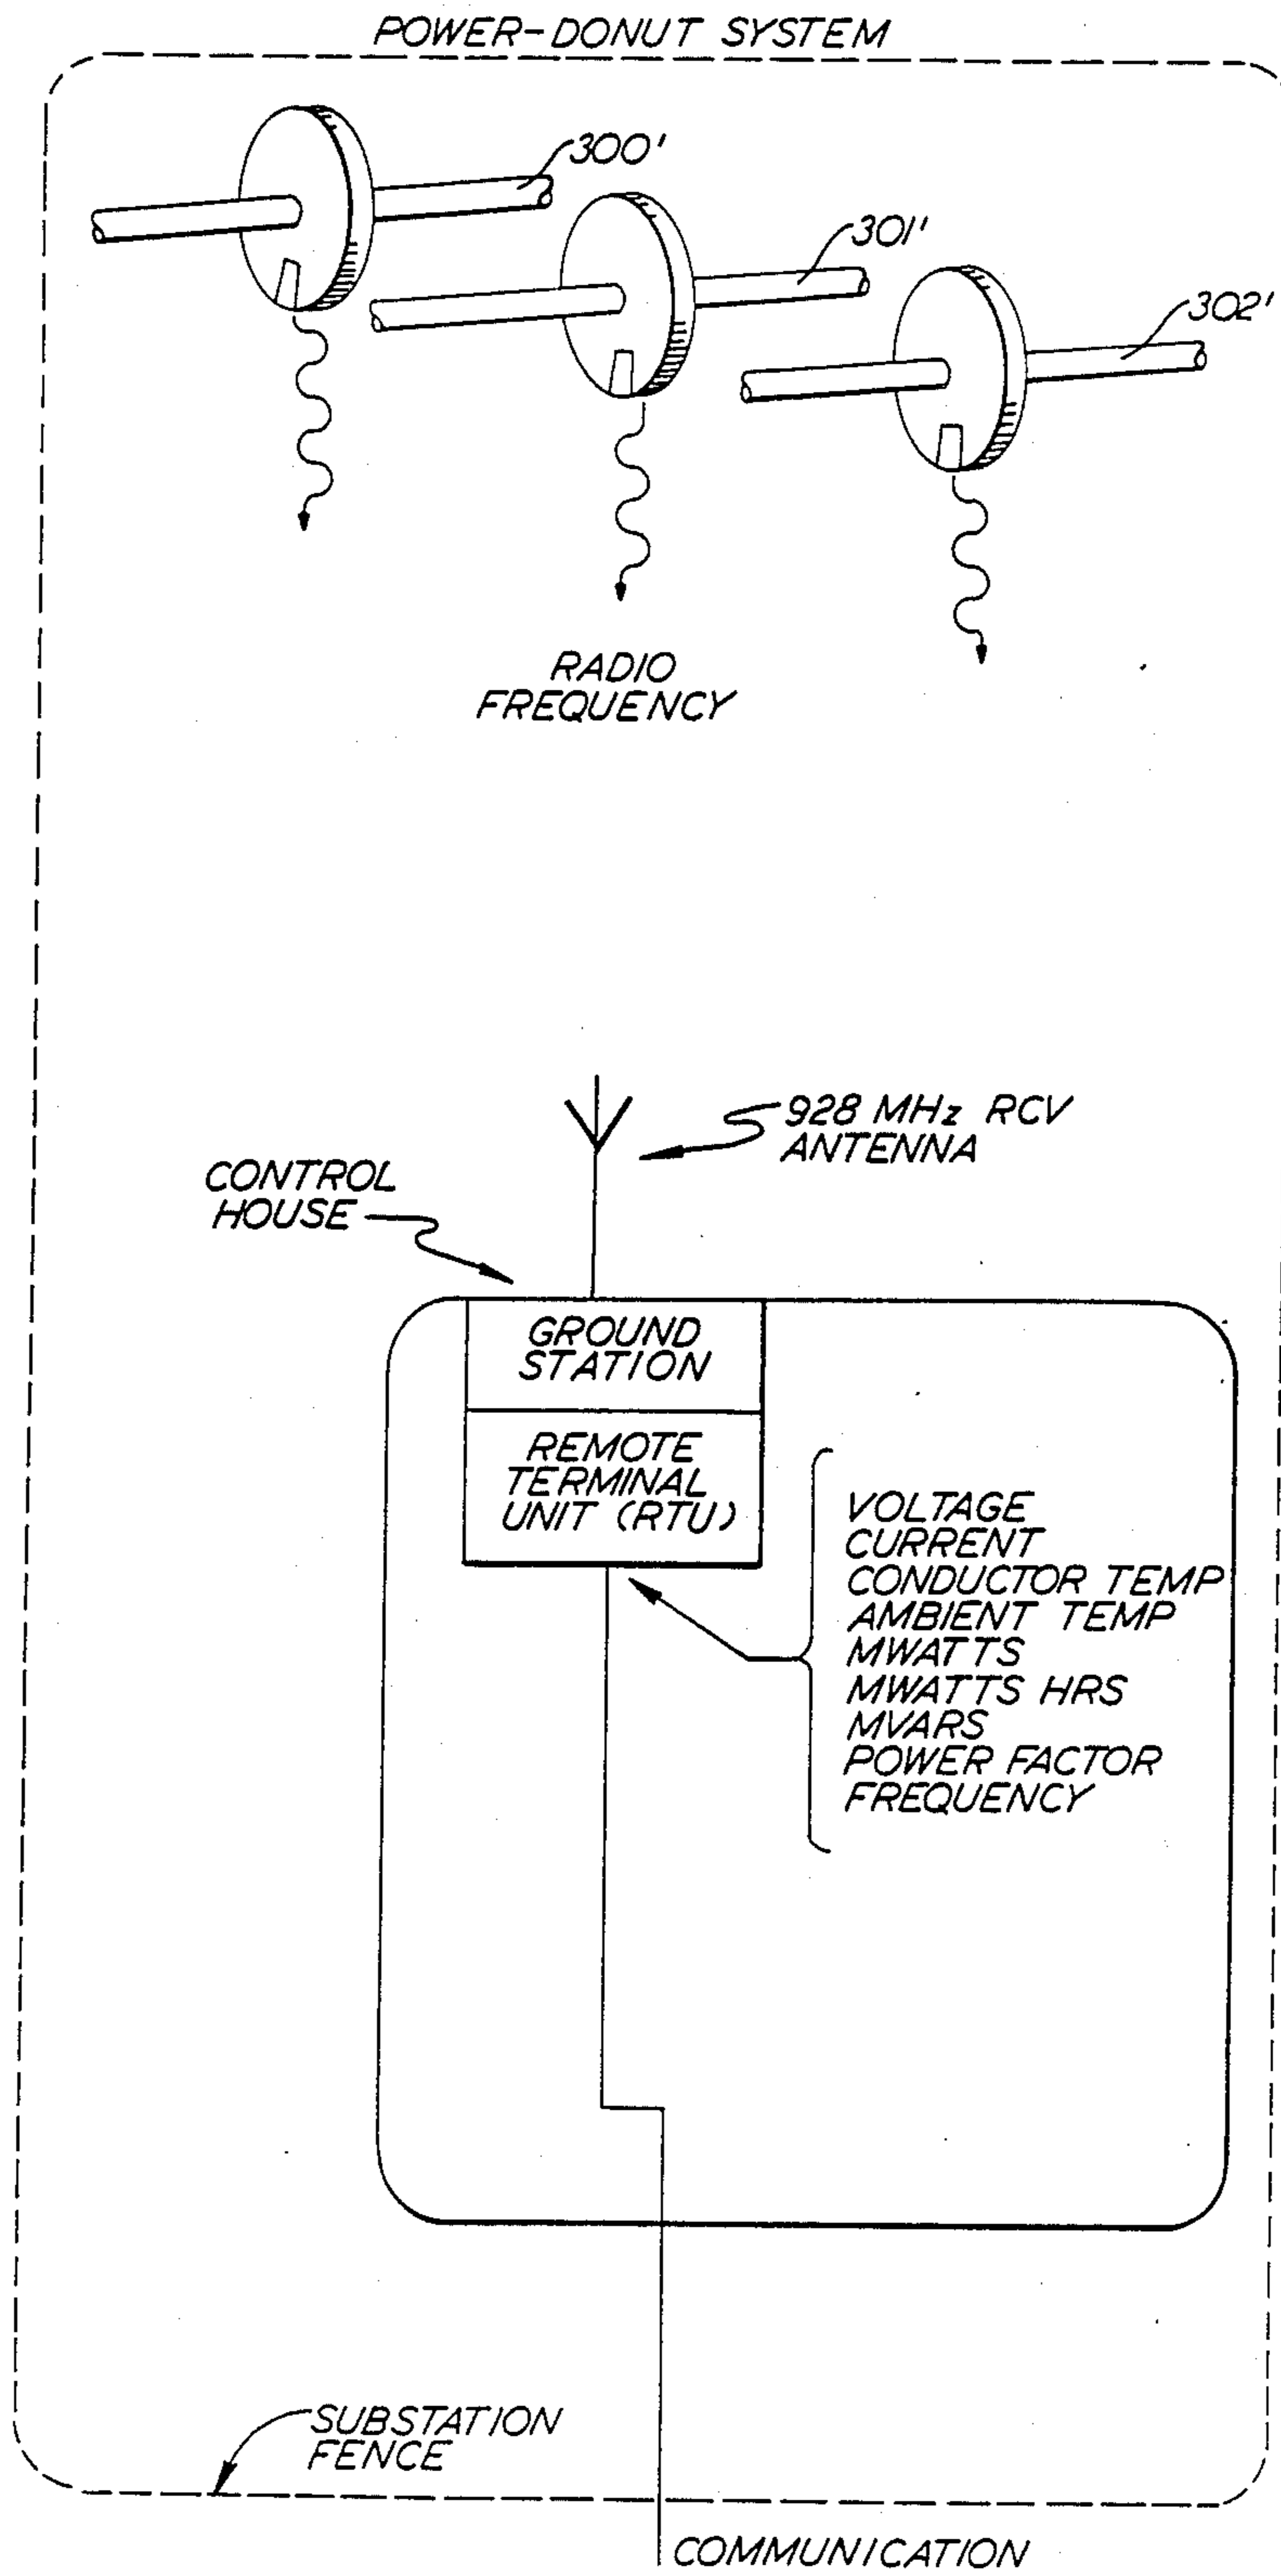 POWER-DONUT SYSTEM
300'
301'
302'
RADIO
FREQUENCY
928 MHz RCV
ANTENNA
CONTROL
HOUSE
GROUND
STATION
REMOTE
TERMINAL
UNIT (RTU)
VOLTAGE
CURRENT
CONDUCTOR TEMP
AMBIENT TEMP
MWATTS
MWATTS HRS
MVARS
POWER FACTOR
FREQUENCY
SUBSTATION
FENCE
COMMUNICATION